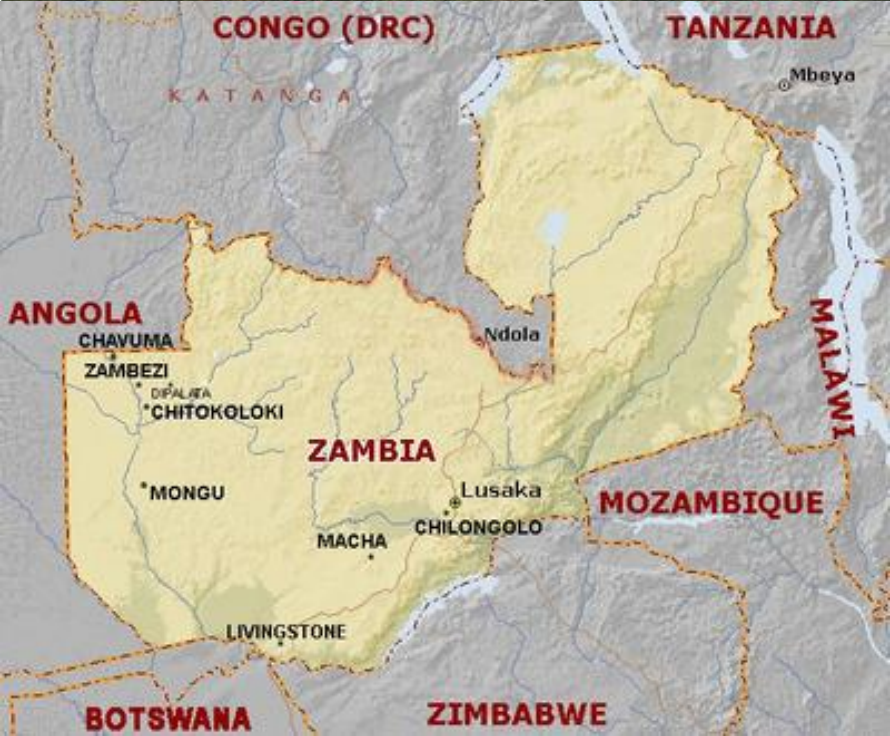 CONGO (DRC)
TANZANIA
Mbeya
KATANGA
ANGOLA
MALAWI
CHAVUMA
Ndola
ZAMBEZI
DIPALATA
CHITOKOLOKI
ZAMBIA
MONGU
Lusaka
MOZAMBIQUE
CHILONGOLO
MACHA
LIVINGSTONE
BOTSWANA
ZIMBABWE